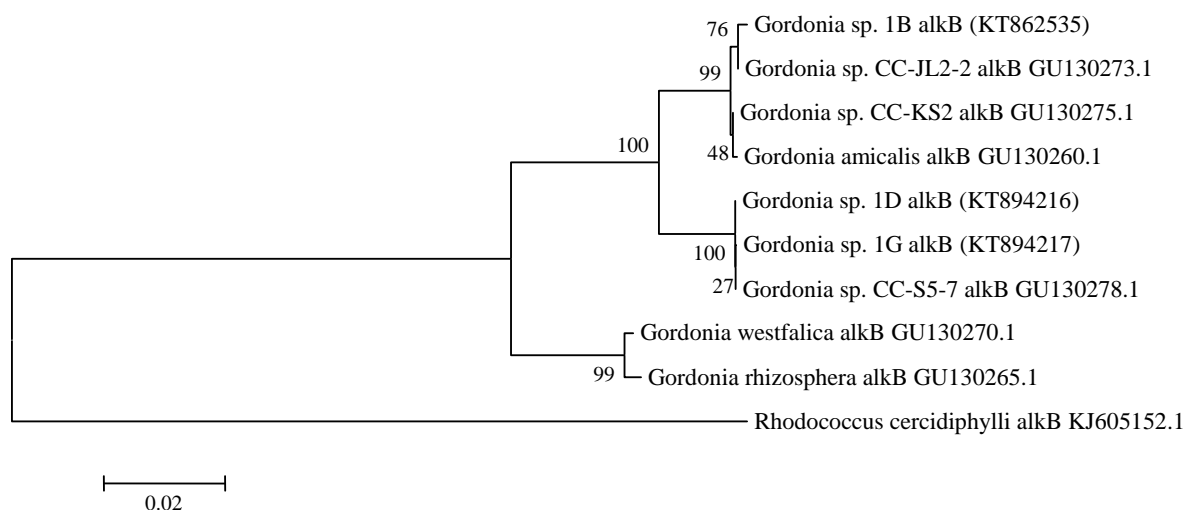 76
Gordonia sp. 1B alkB (KT862535)
99
Gordonia sp. CC-JL2-2 alkB GU130273.1
Gordonia sp. CC-KS2 alkB GU130275.1
100
48
Gordonia amicalis alkB GU130260.1
Gordonia sp. 1D alkB (KT894216)
100
Gordonia sp. 1G alkB (KT894217)
27
Gordonia sp. CC-S5-7 alkB GU130278.1
Gordonia westfalica alkB GU130270.1
99
Gordonia rhizosphera alkB GU130265.1
Rhodococcus cercidiphylli alkB KJ605152.1
0.02